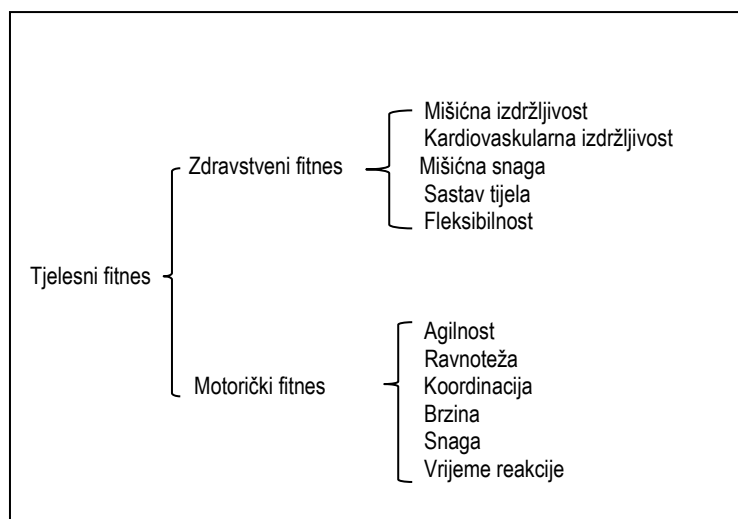 Tjelesni fitnes
Zdravstveni fitnes
Mišićna izdržljivost
Kardiovaskularna izdržljivost
Mišićna snaga
Sastav tijela
Fleksibilnost
Motorički fitnes
Agilnost
Ravnoteža
Koordinacija
Brzina
Snaga
Vrijeme reakcije